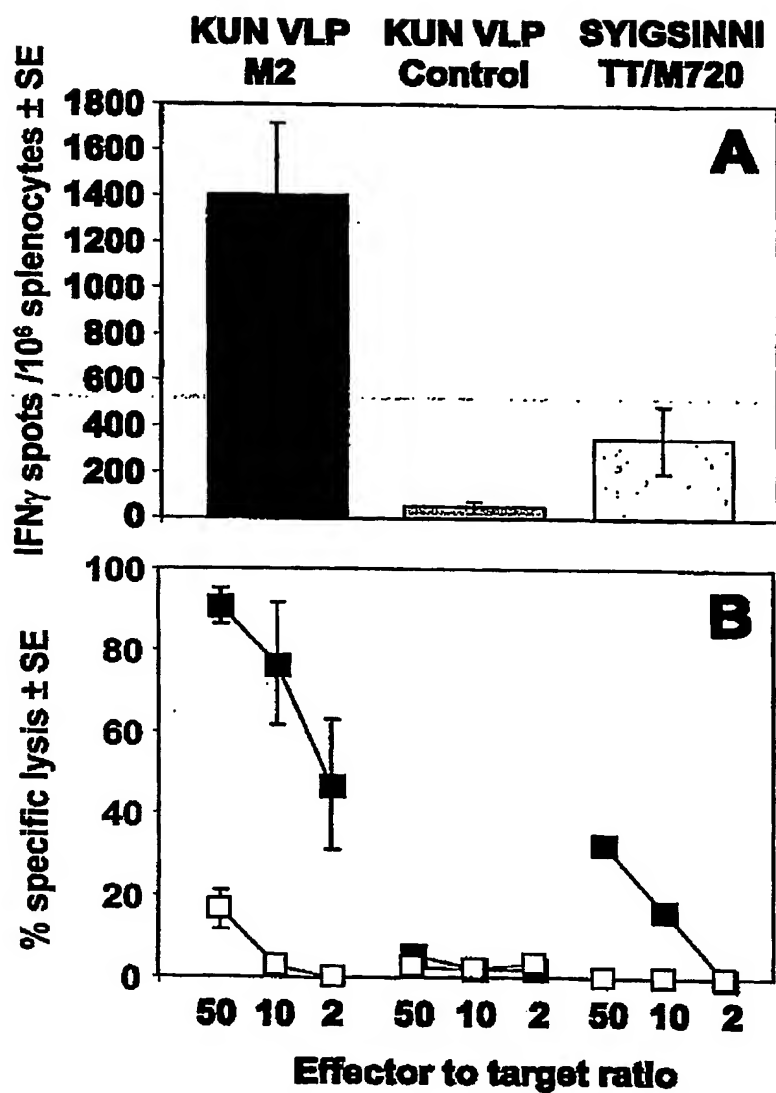 KUN VLP M2
KUN VLP Control
SYIGSINNI TT/M720
IFNγ spots /10⁶ splenocytes ± SE
1800
1600
1400
1200
1000
800
600
400
200
0
A
% specific lysis ± SE
100
80
60
40
20
0
B
50 10 2 50 10 2 50 10 2
Effector to target ratio